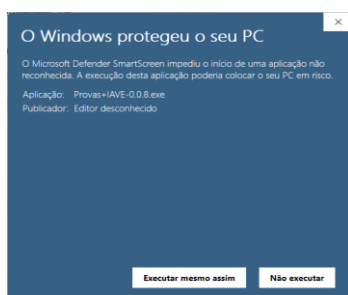 O Windows protegeu o seu PC
O Microsoft Defender SmartScreen impediu o início de uma aplicação não
reconhecida. A execução desta aplicação poderia colocar o seu PC em risco.
Aplicação: Provas+IAVE-0.0.8.exe
Publicador: Editor desconhecido
Executar mesmo assim Não executar